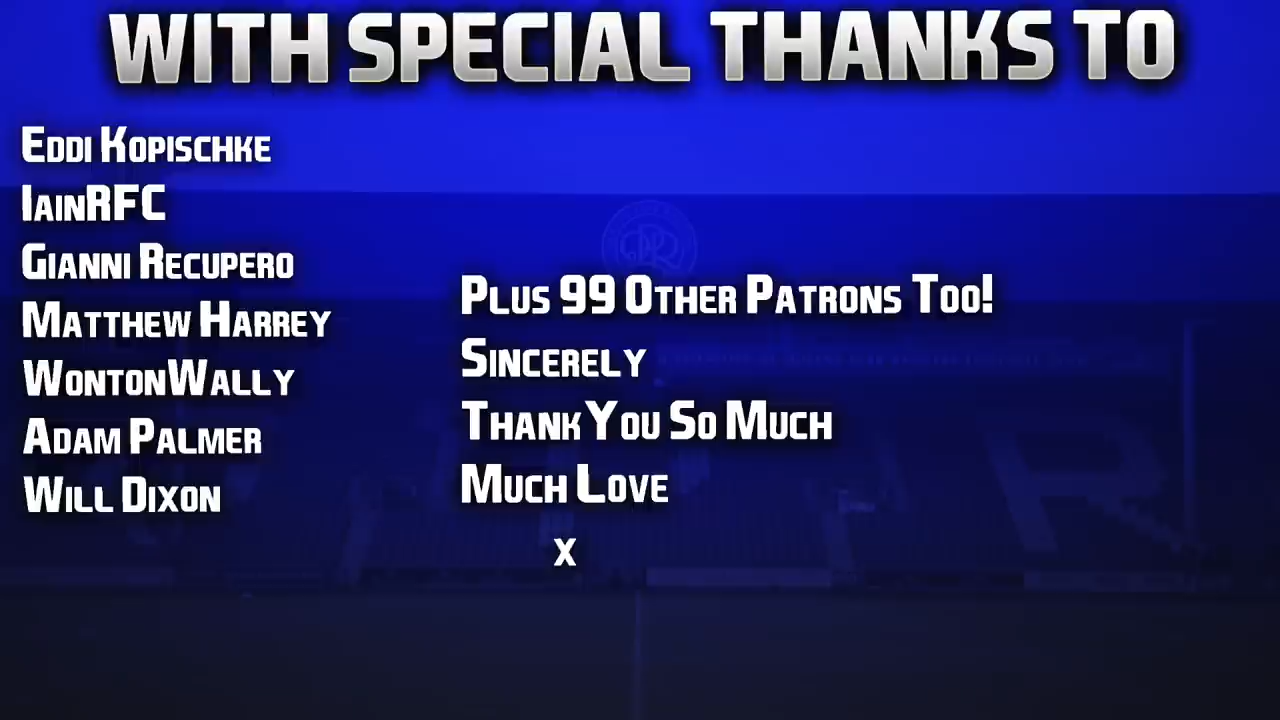 WITH SPECIAL THANKS TO
Eddi Kopischke
IainRFC
Gianni Recupero
Matthew Harrey
WontonWally
Adam Palmer
Will Dixon
Plus 99 Other Patrons Too!
Sincerely
Thank You So Much
Much Love
x